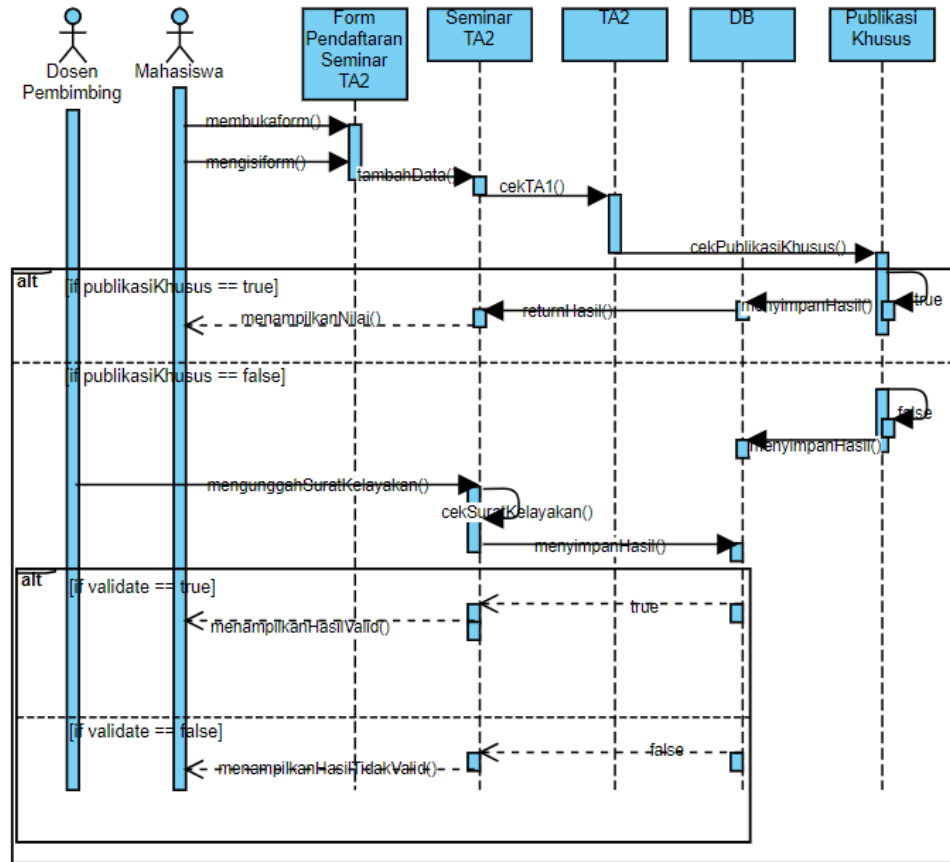 Dosen
Pembimbing
Mahasiswa
Form
Pendaftaran
Seminar
TA2
Seminar
TA2
TA2
DB
Publikasi
Khusus
membukaform()
mengisiform()
tambahData()
cekTA1()
cekPublikasiKhusus()
alt
[if publikasiKhusus == true]
true
menyimpanHasil()
returnHasil()
menampilkanNilai()
[if publikasiKhusus == false]
false
menyimpanHasil()
mengunggahSuratKelayakan()
cekSuratKelayakan()
menyimpanHasil()
alt
[if validate == true]
true
menampilkanHasilValid()
[if validate == false]
false
menampilkanHasilTidakValid()